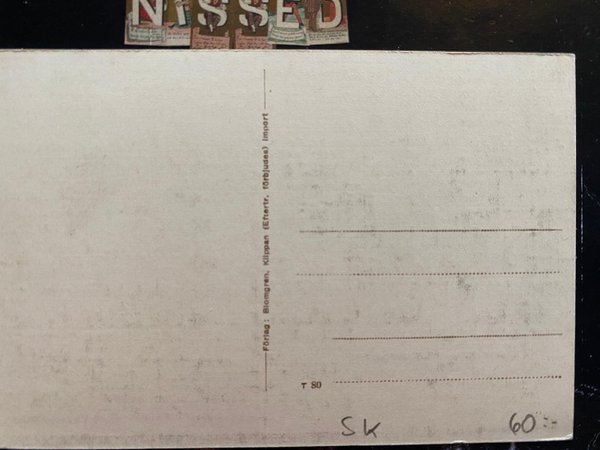 NISSED
Förlag: Blomgren, Klippan (Eftertr. förbjudes) Import
T 80
SK
60:-